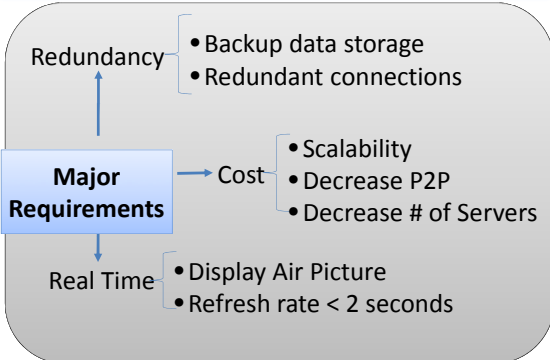 Redundancy
• Backup data storage
• Redundant connections
Major
Requirements
Cost
• Scalability
• Decrease P2P
• Decrease # of Servers
Real Time
• Display Air Picture
• Refresh rate < 2 seconds